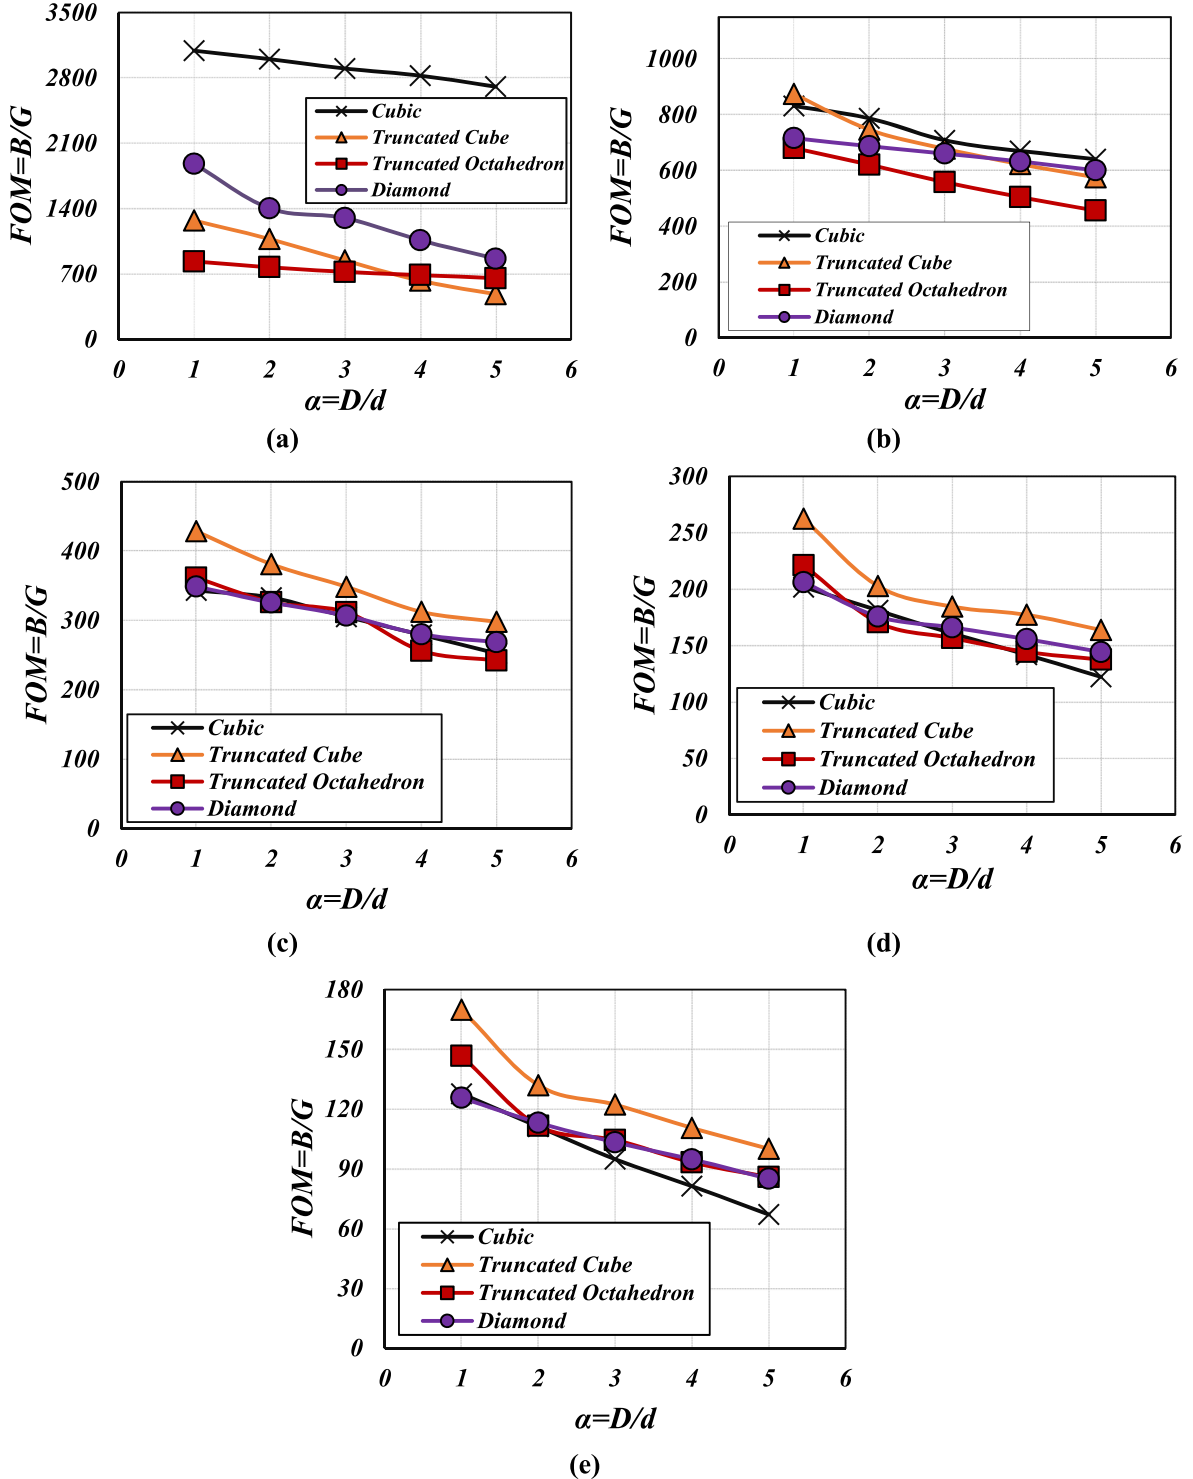 3500
2800
2100
1400
700
0
FOM=B/G
Cubic
Truncated Cube
Truncated Octahedron
Diamond
0 1 2 3 4 5 6
α=D/d
(a)
1000
800
600
400
200
0
FOM=B/G
Cubic
Truncated Cube
Truncated Octahedron
Diamond
0 1 2 3 4 5 6
α=D/d
(b)
500
400
300
200
100
0
FOM=B/G
Cubic
Truncated Cube
Truncated Octahedron
Diamond
0 1 2 3 4 5 6
α=D/d
(c)
300
250
200
150
100
50
0
FOM=B/G
Cubic
Truncated Cube
Truncated Octahedron
Diamond
0 1 2 3 4 5 6
α=D/d
(d)
180
150
120
90
60
30
0
FOM=B/G
Cubic
Truncated Cube
Truncated Octahedron
Diamond
0 1 2 3 4 5 6
α=D/d
(e)